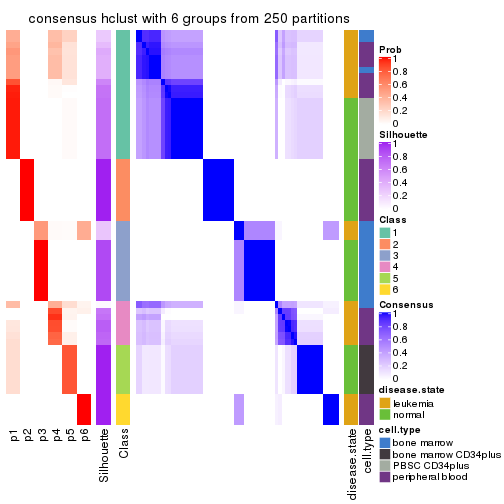 consensus hclust with 6 groups from 250 partitions
Prob
1
0.8
0.6
0.4
0.2
0
Silhouette
1
0.8
0.6
0.4
0.2
0
Class
1
2
3
4
5
6
Consensus
1
0.8
0.6
0.4
0.2
0
disease.state
leukemia
normal
cell.type
bone marrow
bone marrow CD34plus
PBSC CD34plus
peripheral blood
p1
p2
p3
p4
p5
p6
Silhouette
Class
disease.state
cell.type